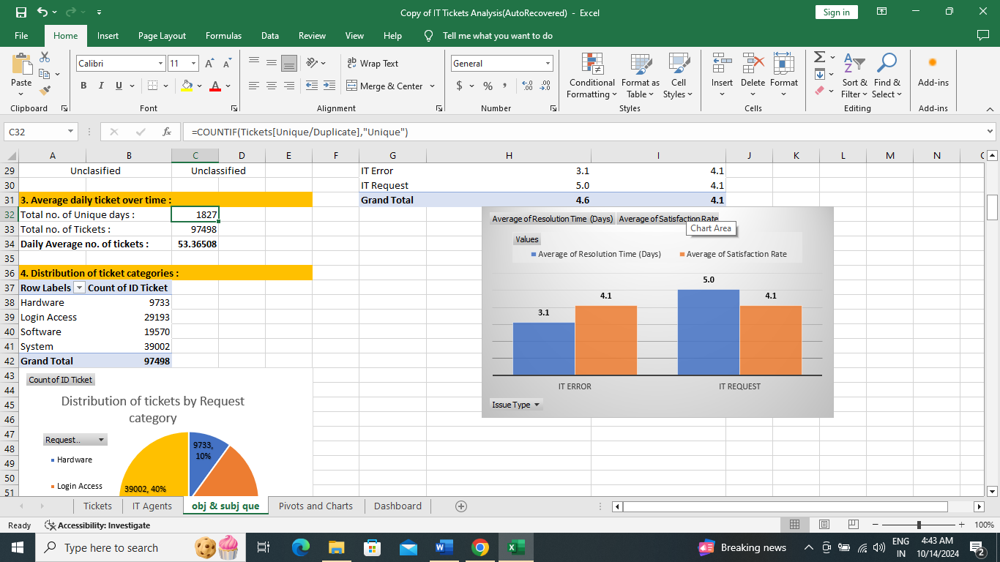 Copy of IT Tickets Analysis(AutoRecovered) - Excel
Sign in
File Home Insert Page Layout Formulas Data Review View Help Tell me what you want to do
Paste
Clipboard
Calibri 11
B I U
Font
Wrap Text
Merge & Center
Alignment
General
$ % ,
Number
Conditional Formatting
Format as Table
Cell Styles
Styles
Insert Delete Format
Cells
Sort & Filter
Find & Select
Editing
Add-ins
Add-ins
C32 fx =COUNTIF(Tickets[Unique/Duplicate],"Unique")
A B C D E F G H I J K L M N
29 Unclassified Unclassified IT Error 3.1 4.1
30 IT Request 5.0 4.1
31 3. Average daily ticket over time : Grand Total 4.6 4.1
32 Total no. of Unique days : 1827
33 Total no. of Tickets : 97498
34 Daily Average no. of tickets : 53.36508
35
36 4. Distribution of ticket categories :
37 Row Labels Count of ID Ticket
38 Hardware 9733
39 Login Access 29193
40 Software 19570
41 System 39002
42 Grand Total 97498
43
44
45
46
47
48
49
50
51
Count of ID Ticket
Distribution of tickets by Request
category
Request..
Hardware
Login Access
9733,
10%
39002, 40%
Average of Resolution Time (Days) Average of Satisfaction Rate
Chart Area
Values
Average of Resolution Time (Days) Average of Satisfaction Rate
3.1 4.1 5.0 4.1
IT ERROR IT REQUEST
Issue Type
Tickets IT Agents obj & subj que Pivots and Charts Dashboard
Ready Accessibility: Investigate 100%
Type here to search
Breaking news
ENG
IN
4:43 AM
10/14/2024
2